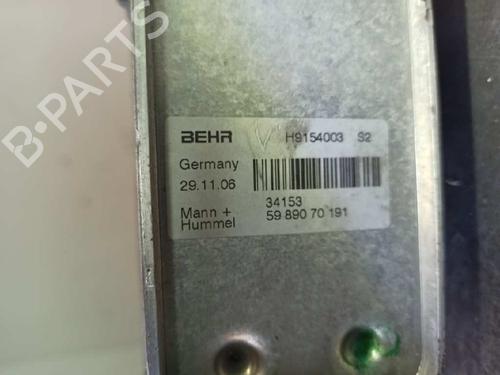 BEHR H9154003 S2
Germany
29.11.06
34153
Mann + 59 890 70 191
Hummel
B-PARTS